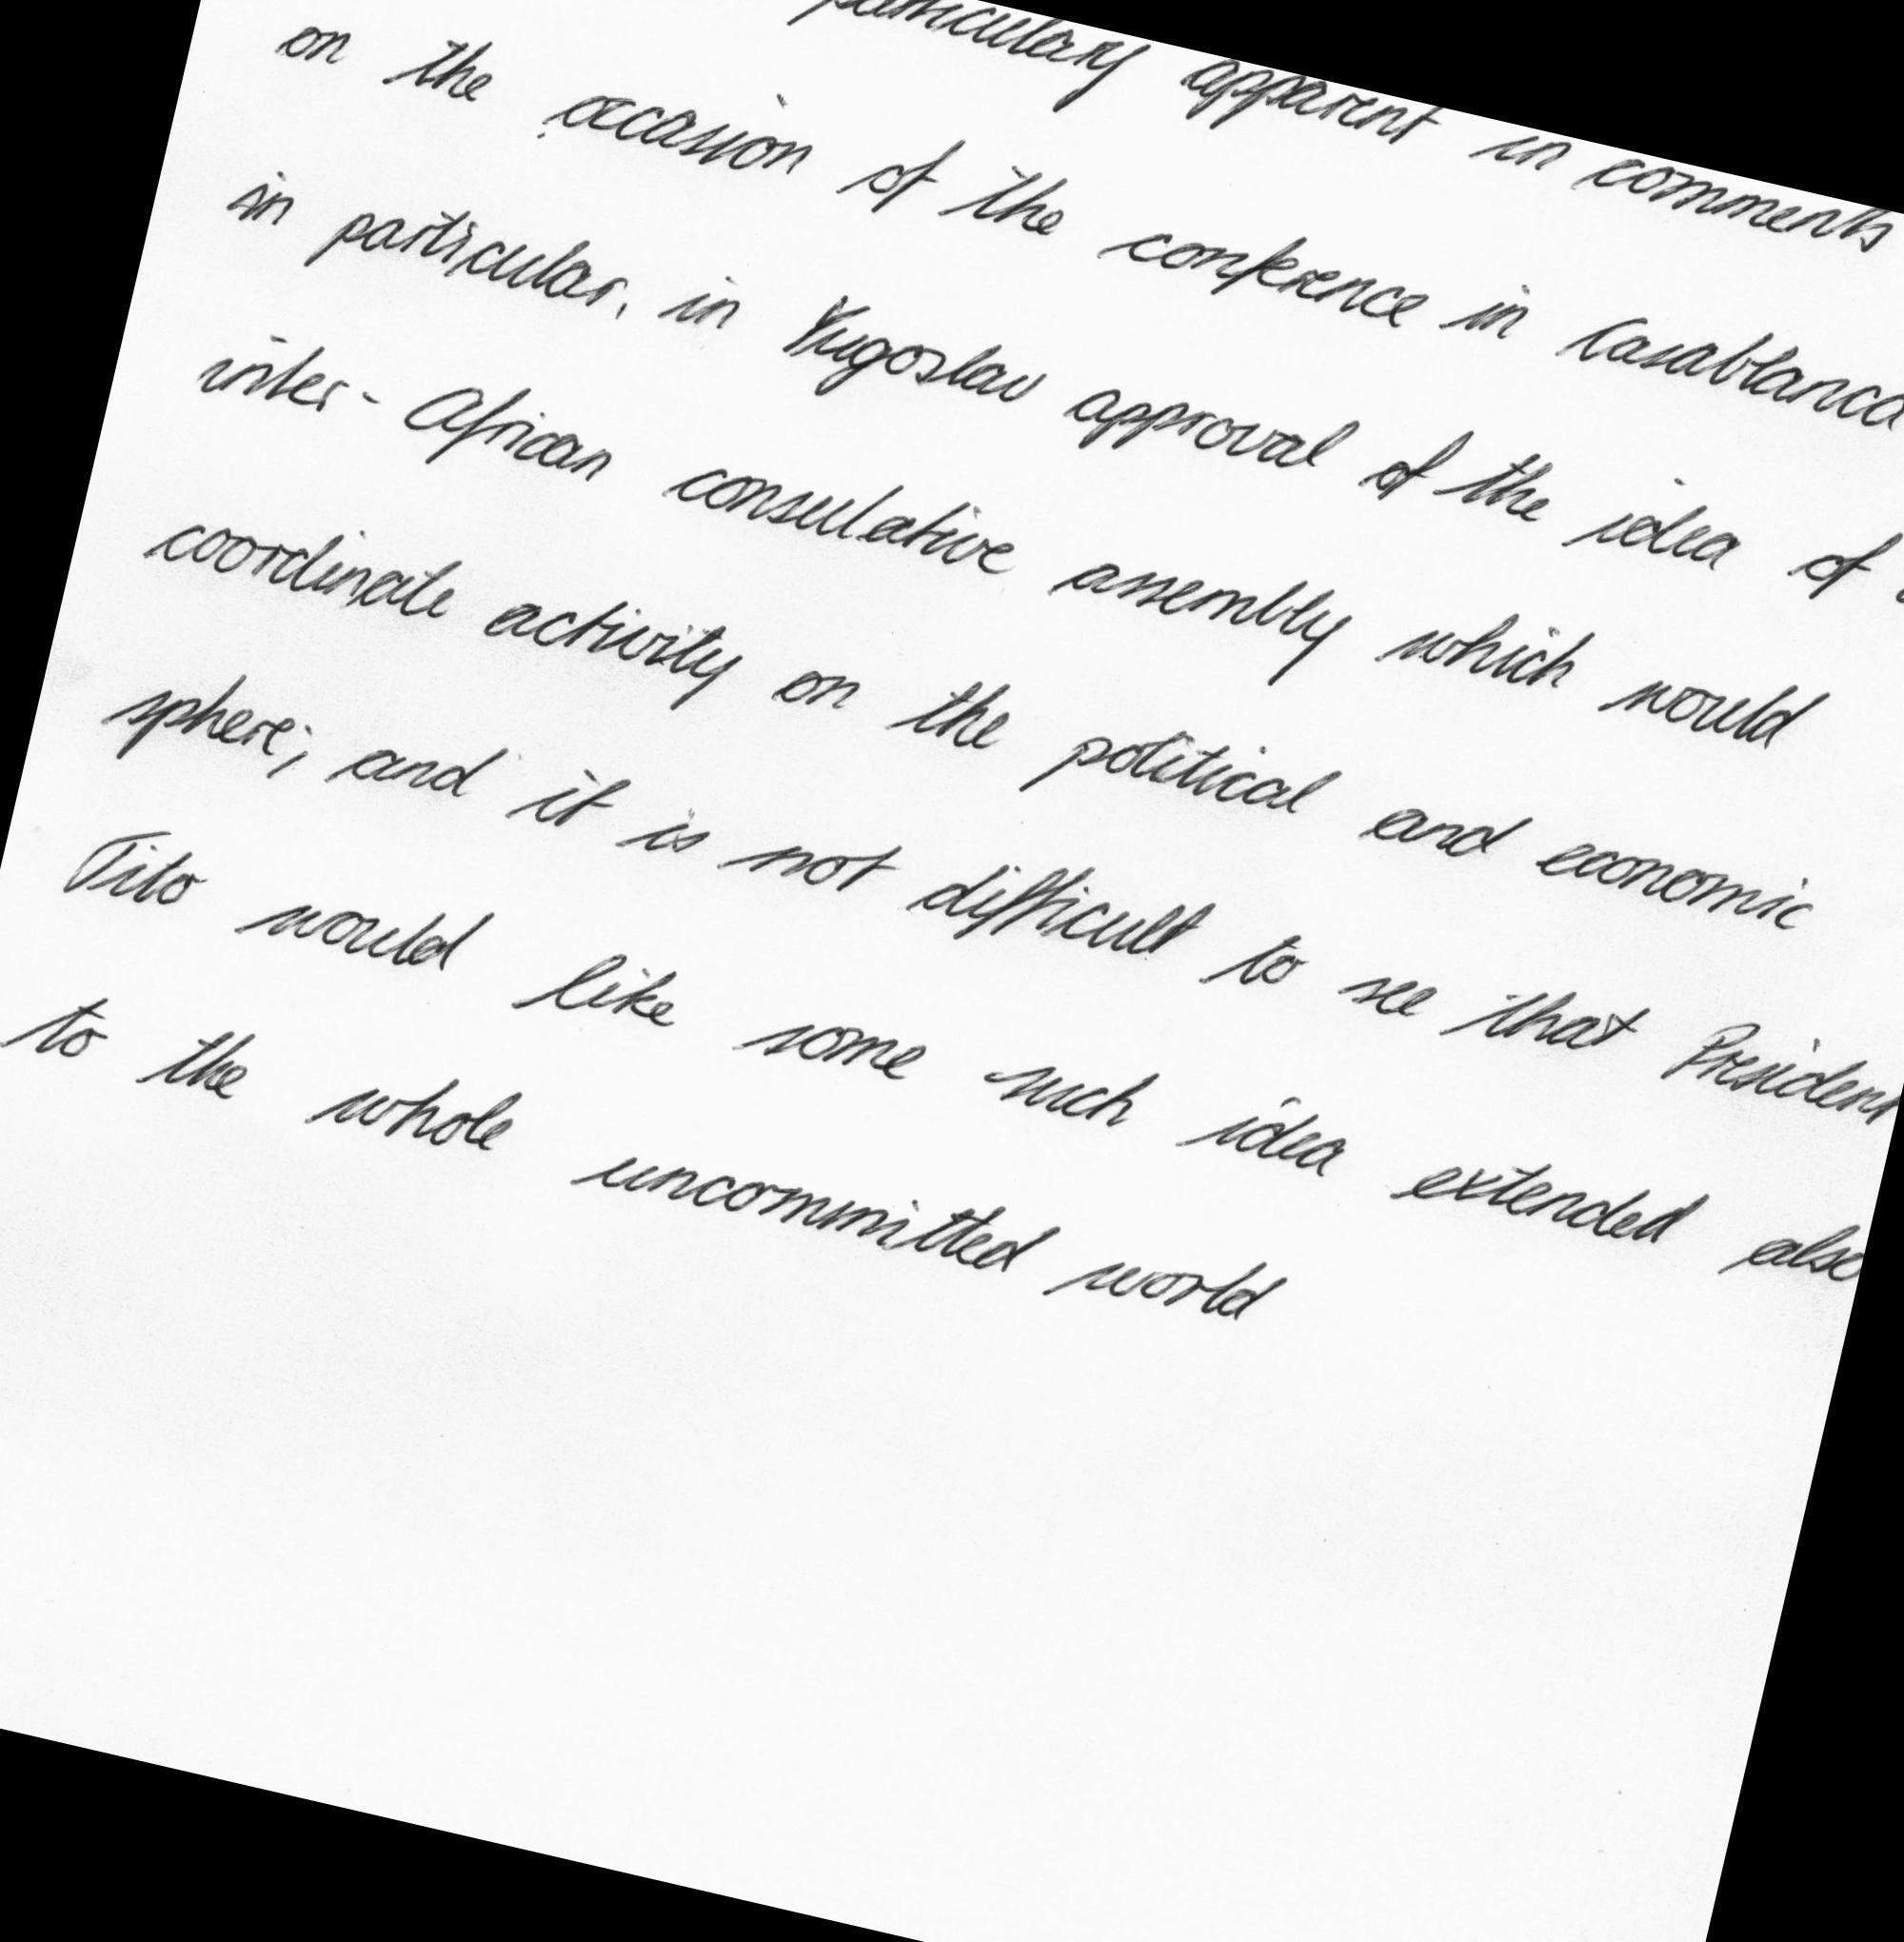 particulary apparent in comments
on the occasion of the conference in Casablanca
in particular, in Yugoslav approval of the idea of
inter-African consulative assembly which would
coordinate activity on the political and economic
sphere; and it is not difficult to see that President
Tito would like some such idea extended also
to the whole uncommitted world